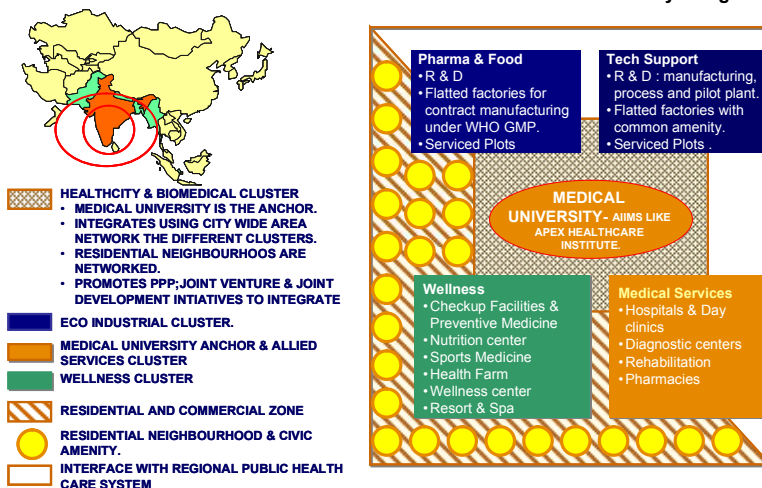 HEALTHCITY & BIOMEDICAL CLUSTER
• MEDICAL UNIVERSITY IS THE ANCHOR.
• INTEGRATES USING CITY WIDE AREA
NETWORK THE DIFFERENT CLUSTERS.
• RESIDENTIAL NEIGHBOURHOOS ARE
NETWORKED.
• PROMOTES PPP;JOINT VENTURE & JOINT
DEVELOPMENT INTIATIVES TO INTEGRATE
ECO INDUSTRIAL CLUSTER.
MEDICAL UNIVERSITY ANCHOR & ALLIED
SERVICES CLUSTER
WELLNESS CLUSTER
RESIDENTIAL AND COMMERCIAL ZONE
RESIDENTIAL NEIGHBOURHOOD & CIVIC
AMENITY.
INTERFACE WITH REGIONAL PUBLIC HEALTH
CARE SYSTEM
Pharma & Food
• R & D
• Flatted factories for
contract manufacturing
under WHO GMP.
• Serviced Plots
Tech Support
• R & D : manufacturing,
process and pilot plant.
• Flatted factories with
common amenity.
• Serviced Plots .
MEDICAL
UNIVERSITY- AIIMS LIKE
APEX HEALTHCARE
INSTITUTE.
Wellness
• Checkup Facilities &
Preventive Medicine
• Nutrition center
• Sports Medicine
• Health Farm
• Wellness center
• Resort & Spa
Medical Services
• Hospitals & Day
clinics
• Diagnostic centers
• Rehabilitation
• Pharmacies